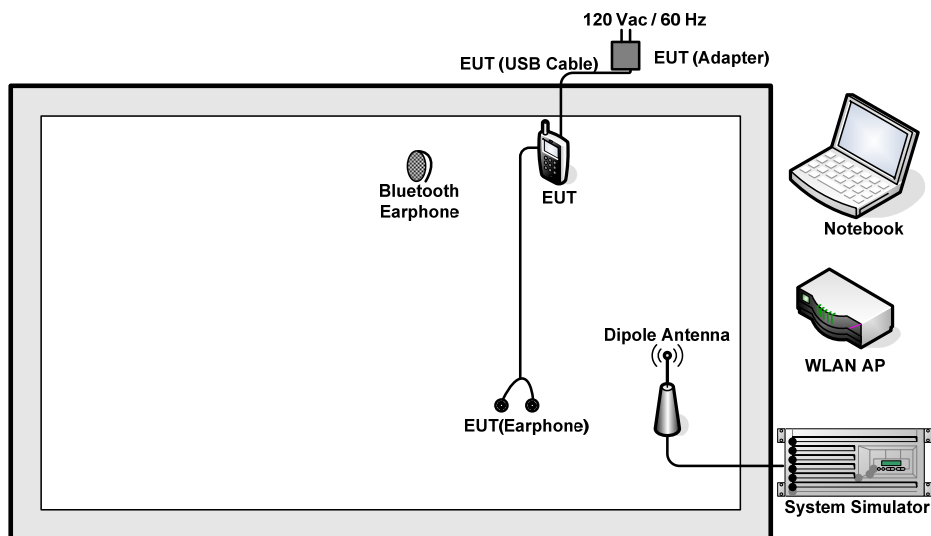 120 Vac / 60 Hz
EUT (USB Cable)
EUT (Adapter)
Bluetooth
Earphone
EUT
Notebook
Dipole Antenna
WLAN AP
EUT(Earphone)
System Simulator